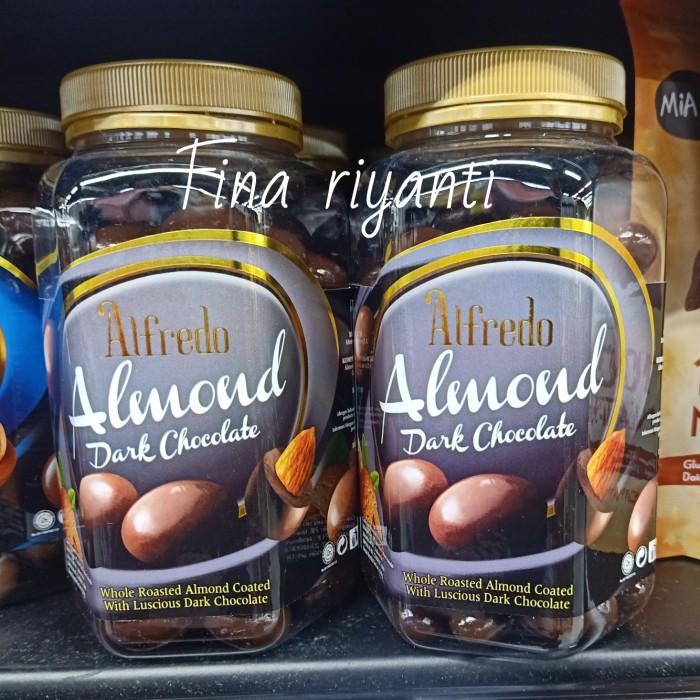 Fina riyanti
Alfredo
Almond
Dark Chocolate
Whole Roasted Almond Coated
With Luscious Dark Chocolate
Alfredo
Almond
Dark Chocolate
Whole Roasted Almond Coated
With Luscious Dark Chocolate
MiA